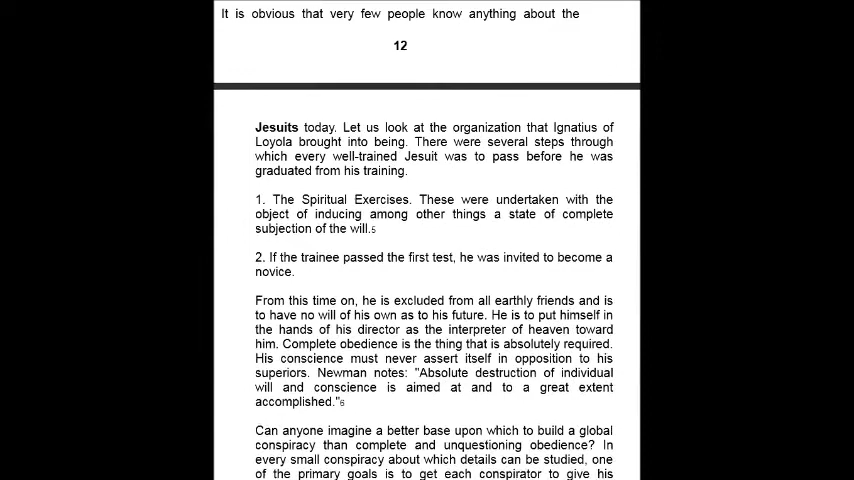 It is obvious that very few people know anything about the
12
Jesuits today. Let us look at the organization that Ignatius of
Loyola brought into being. There were several steps through
which every well-trained Jesuit was to pass before he was
graduated from his training.
1. The Spiritual Exercises. These were undertaken with the
object of inducing among other things a state of complete
subjection of the will.5
2. If the trainee passed the first test, he was invited to become a
novice.
From this time on, he is excluded from all earthly friends and is
to have no will of his own as to his future. He is to put himself in
the hands of his director as the interpreter of heaven toward
him. Complete obedience is the thing that is absolutely required.
His conscience must never assert itself in opposition to his
superiors. Newman notes: "Absolute destruction of individual
will and conscience is aimed at and to a great extent
accomplished."6
Can anyone imagine a better base upon which to build a global
conspiracy than complete and unquestioning obedience? In
every small conspiracy about which details can be studied, one
of the primary goals is to get each conspirator to give his